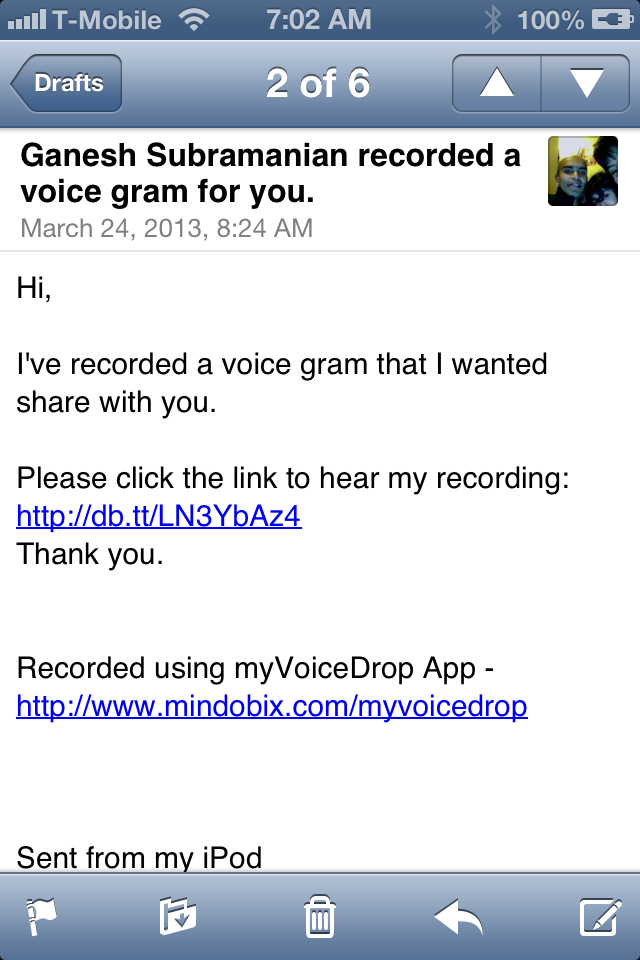 T-Mobile 7:02 AM 100%
Drafts 2 of 6
Ganesh Subramanian recorded a
voice gram for you.
March 24, 2013, 8:24 AM
Hi,
I've recorded a voice gram that I wanted
share with you.
Please click the link to hear my recording:
http://db.tt/LN3YbAz4
Thank you.
Recorded using myVoiceDrop App -
http://www.mindobix.com/myvoicedrop
Sent from my iPod